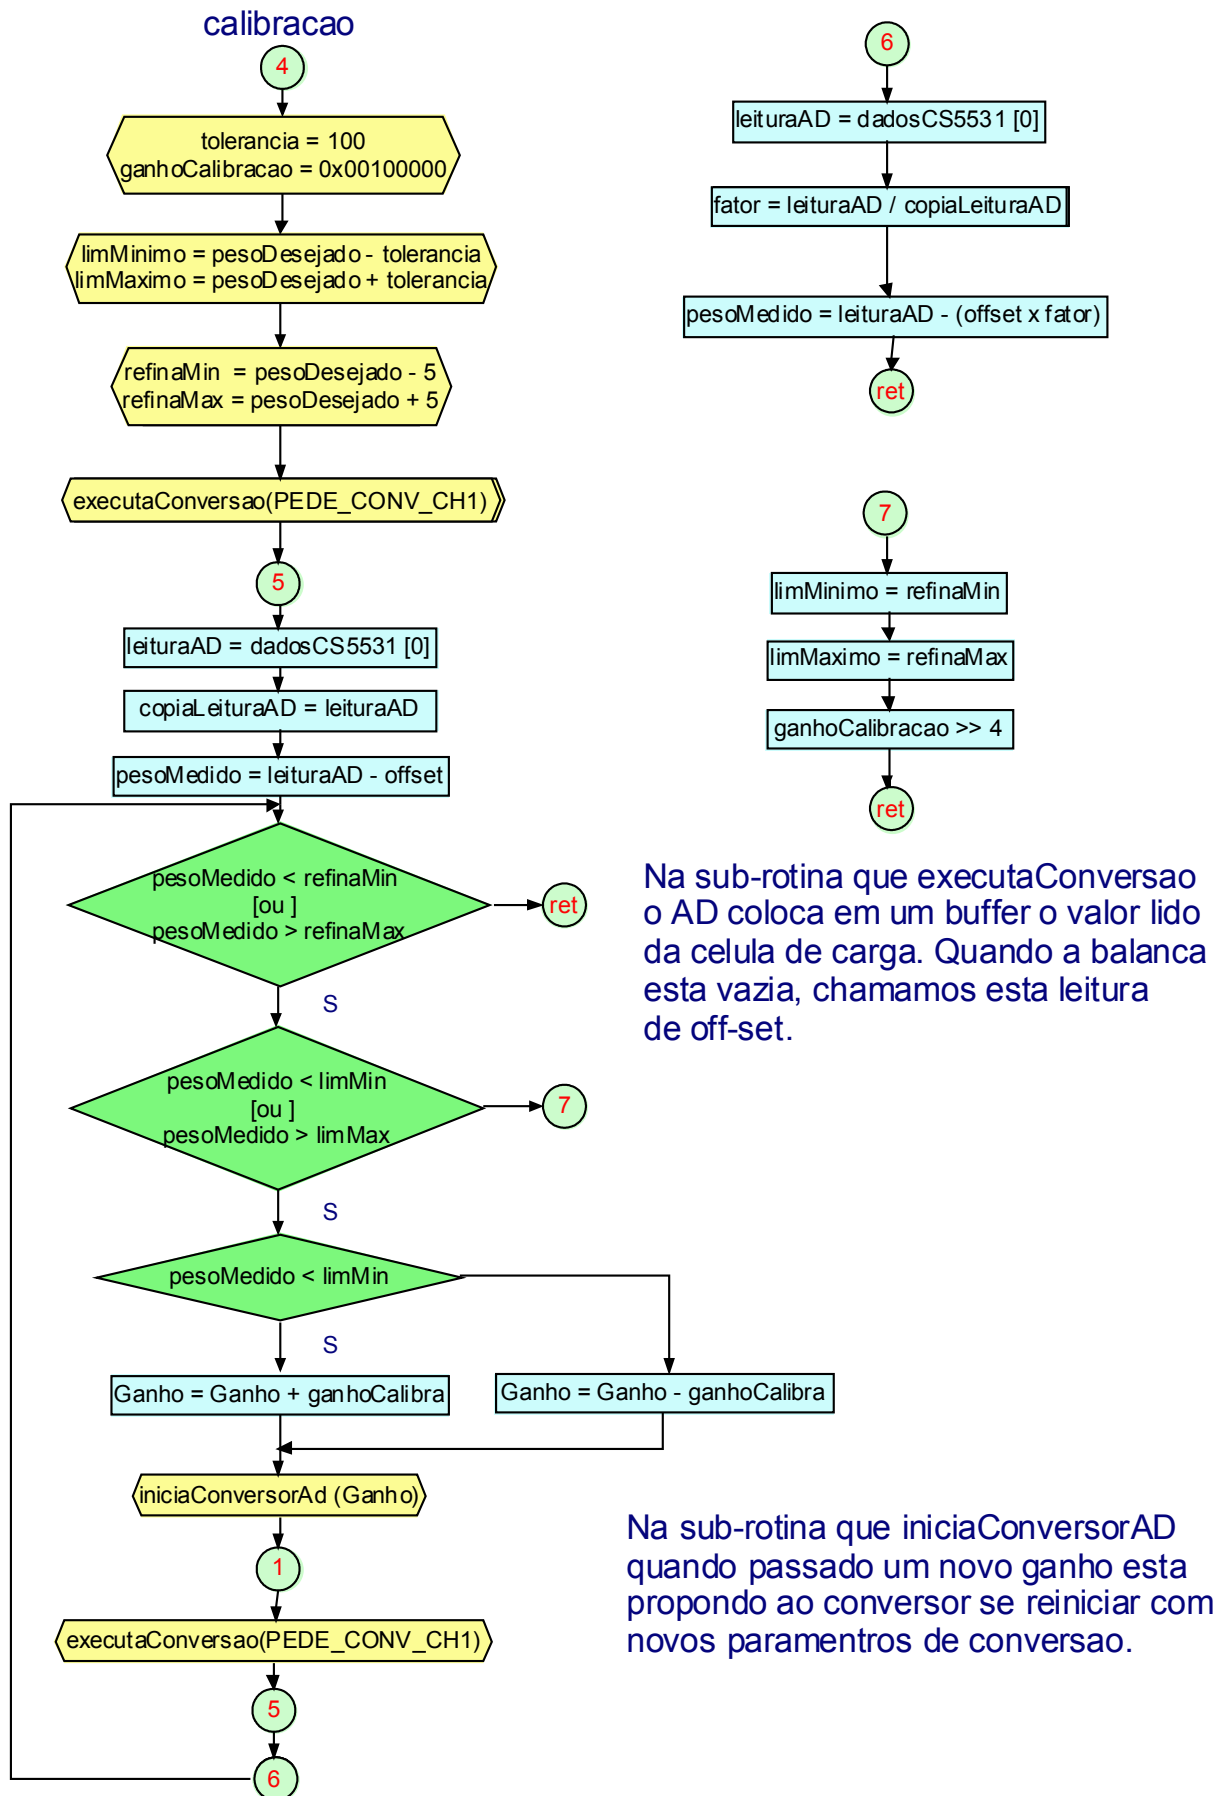 calibracao
4
tolerancia = 100
ganhoCalibracao = 0x00100000
limMinimo = pesoDesejado - tolerancia
limMaximo = pesoDesejado + tolerancia
refinaMin = pesoDesejado - 5
refinaMax = pesoDesejado + 5
executaConversao(PEDE_CONV_CH1)
5
leituraAD = dadosCS5531 [0]
copiaLeituraAD = leituraAD
pesoMedido = leituraAD - offset
pesoMedido < refinaMin
[ou ]
pesoMedido > refinaMax
ret
S
pesoMedido < limMin
[ou ]
pesoMedido > limMax
7
S
pesoMedido < limMin
S
Ganho = Ganho + ganhoCalibra
Ganho = Ganho - ganhoCalibra
iniciaConversorAd (Ganho)
1
executaConversao(PEDE_CONV_CH1)
5
6
6
leituraAD = dadosCS5531 [0]
fator = leituraAD / copiaLeituraAD
pesoMedido = leituraAD - (offset x fator)
ret
7
limMinimo = refinaMin
limMaximo = refinaMax
ganhoCalibracao >> 4
ret
Na sub-rotina que executaConversao
o AD coloca em um buffer o valor lido
da celula de carga. Quando a balanca
esta vazia, chamamos esta leitura
de off-set.
Na sub-rotina que iniciaConversorAD
quando passado um novo ganho esta
propondo ao conversor se reiniciar com
novos paramentros de conversao.